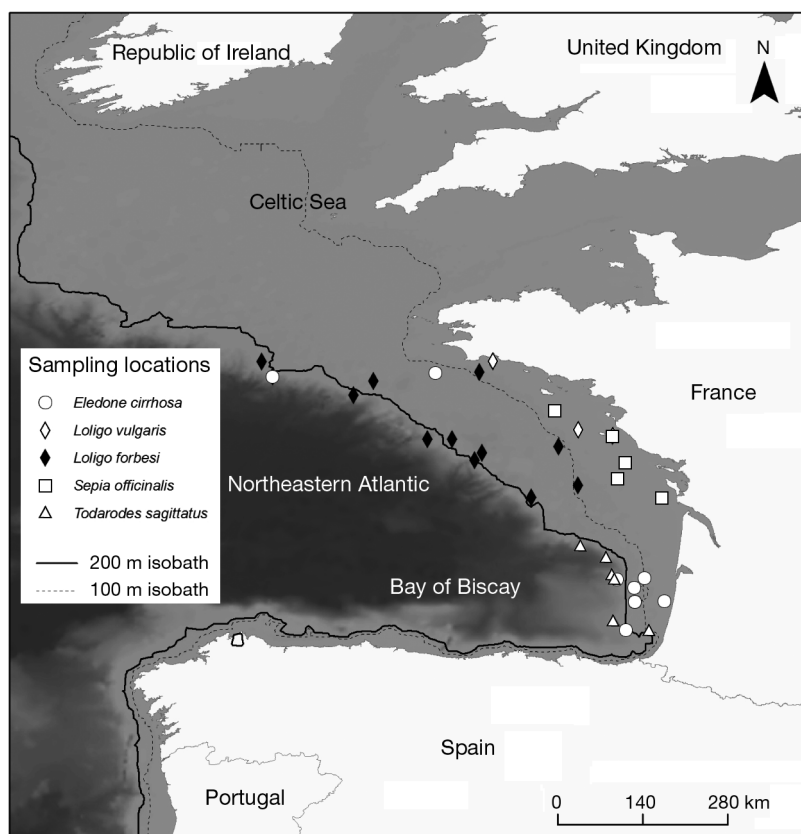 Republic of Ireland
United Kingdom
N
Celtic Sea
Sampling locations
Eledone cirrhosa
Loligo vulgaris
Loligo forbesi
Sepia officinalis
Todarodes sagittatus
200 m isobath
100 m isobath
France
Northeastern Atlantic
Bay of Biscay
Spain
Portugal
0 140 280 km